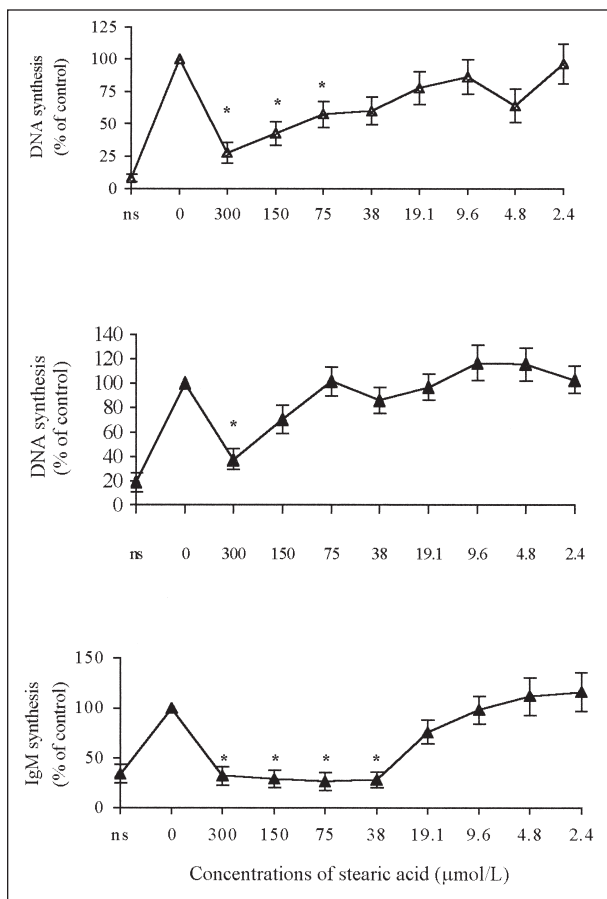 DNA synthesis
(% of control)
125
100
75
50
25
0
* * *
ns 0 300 150 75 38 19.1 9.6 4.8 2.4
DNA synthesis
(% of control)
140
120
100
80
60
40
20
0
*
ns 0 300 150 75 38 19.1 9.6 4.8 2.4
IgM synthesis
(% of control)
150
100
50
0
* * * *
ns 0 300 150 75 38 19.1 9.6 4.8 2.4
Concentrations of stearic acid (μmol/L)